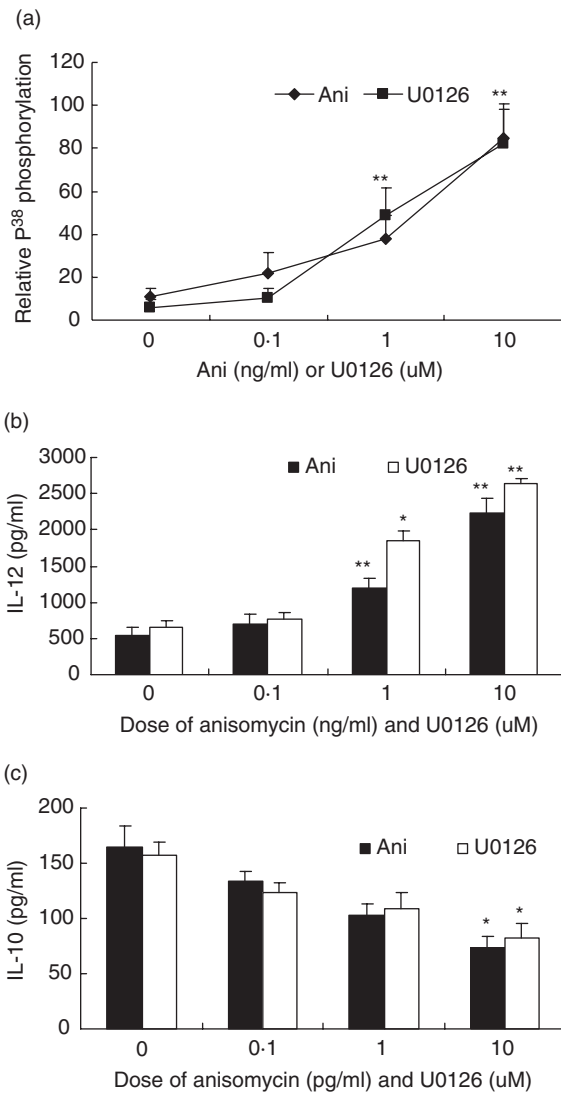 (a)
120
100
80
60
40
20
0
Relative P38 phosphorylation
Ani
U0126
**
**
0
0·1
1
10
Ani (ng/ml) or U0126 (uM)
(b)
3000
2500
2000
1500
1000
500
0
IL-12 (pg/ml)
Ani
U0126
**
*
**
**
0
0·1
1
10
Dose of anisomycin (ng/ml) and U0126 (uM)
(c)
200
150
100
50
0
IL-10 (pg/ml)
Ani
U0126
*
*
0
0·1
1
10
Dose of anisomycin (pg/ml) and U0126 (uM)